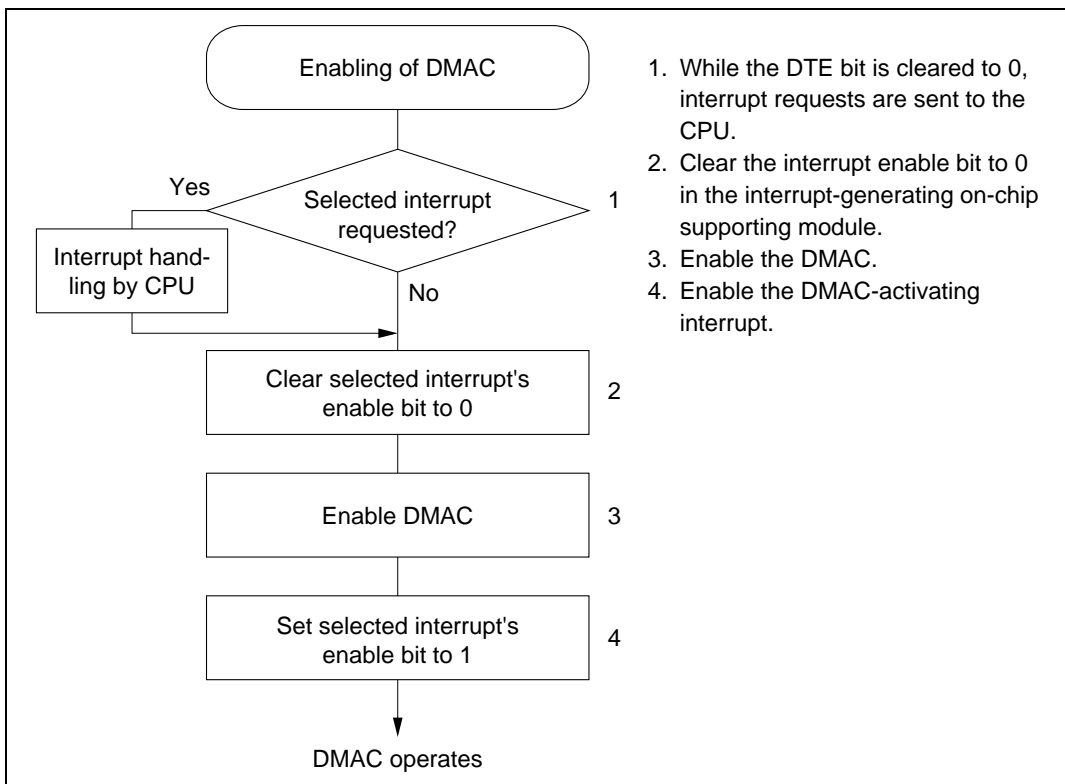 Enabling of DMAC
Yes
Selected interrupt
requested?
1
Interrupt hand-
ling by CPU
No
Clear selected interrupt's
enable bit to 0
2
Enable DMAC
3
Set selected interrupt's
enable bit to 1
4
DMAC operates
1. While the DTE bit is cleared to 0,
interrupt requests are sent to the
CPU.
2. Clear the interrupt enable bit to 0
in the interrupt-generating on-chip
supporting module.
3. Enable the DMAC.
4. Enable the DMAC-activating
interrupt.